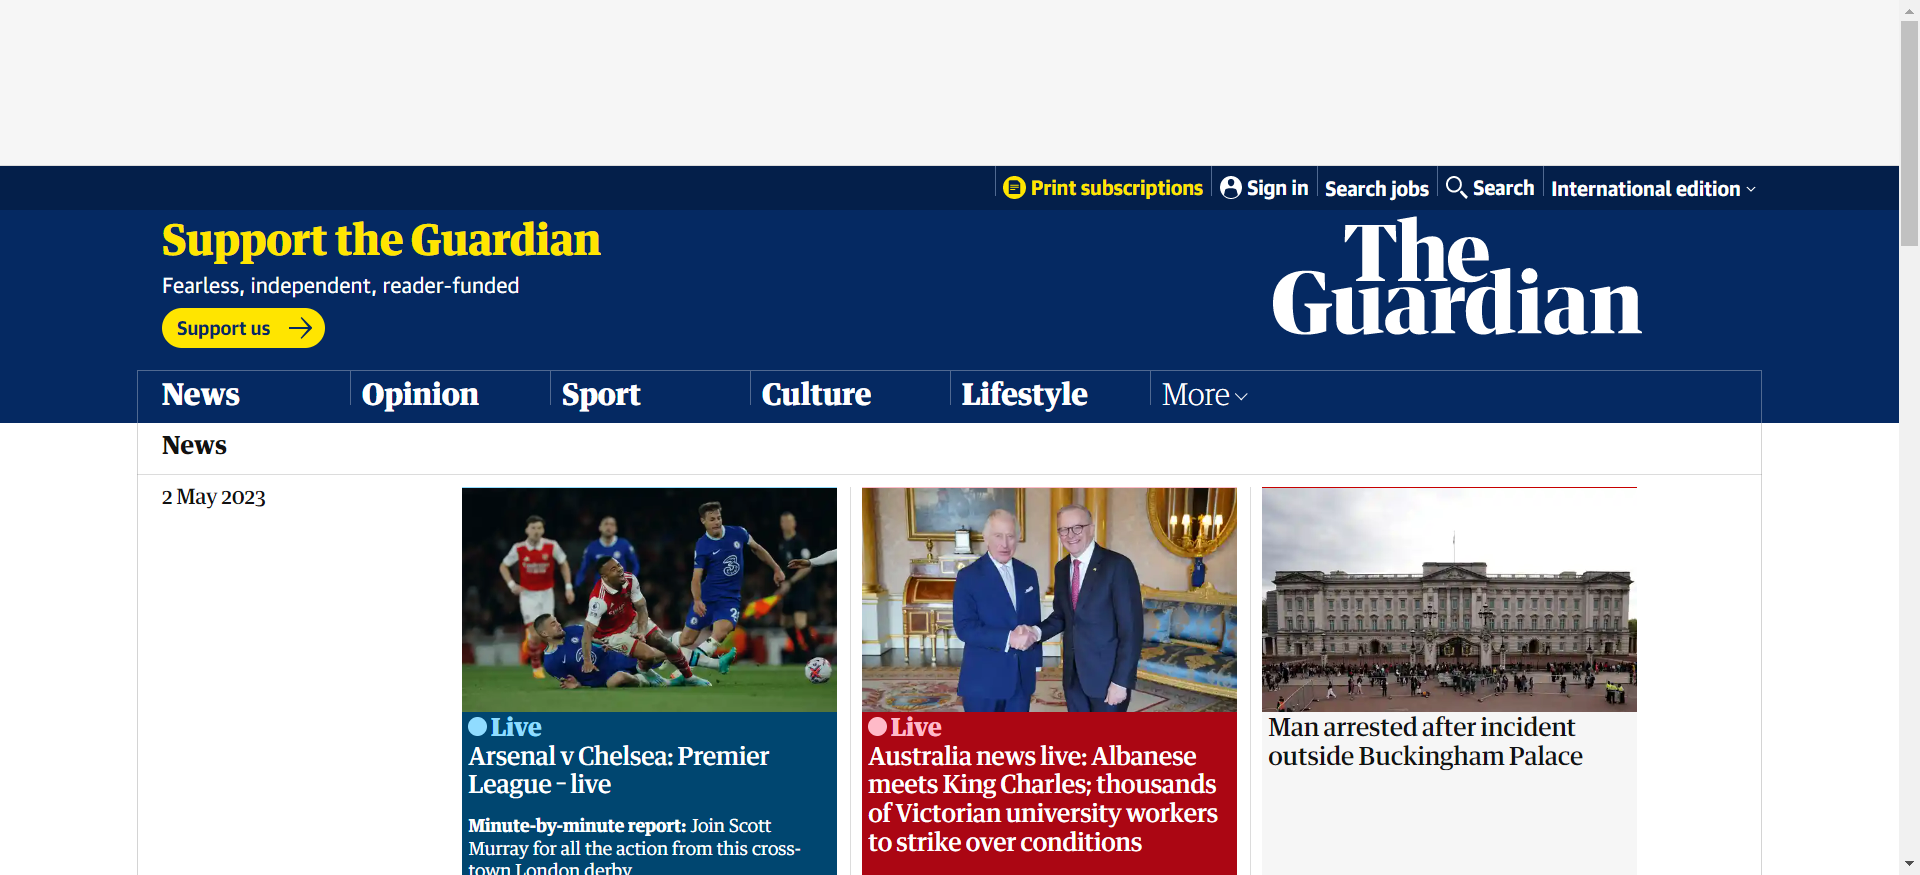 Print subscriptions
Sign in
Search jobs
Search
International edition
Support the Guardian
Fearless, independent, reader-funded
Support us
The
Guardian
News
Opinion
Sport
Culture
Lifestyle
More
News
2 May 2023
Live
Arsenal v Chelsea: Premier
League – live
Minute-by-minute report: Join Scott
Murray for all the action from this cross-
town London derby
Live
Australia news live: Albanese
meets King Charles; thousands
of Victorian university workers
to strike over conditions
Man arrested after incident
outside Buckingham Palace